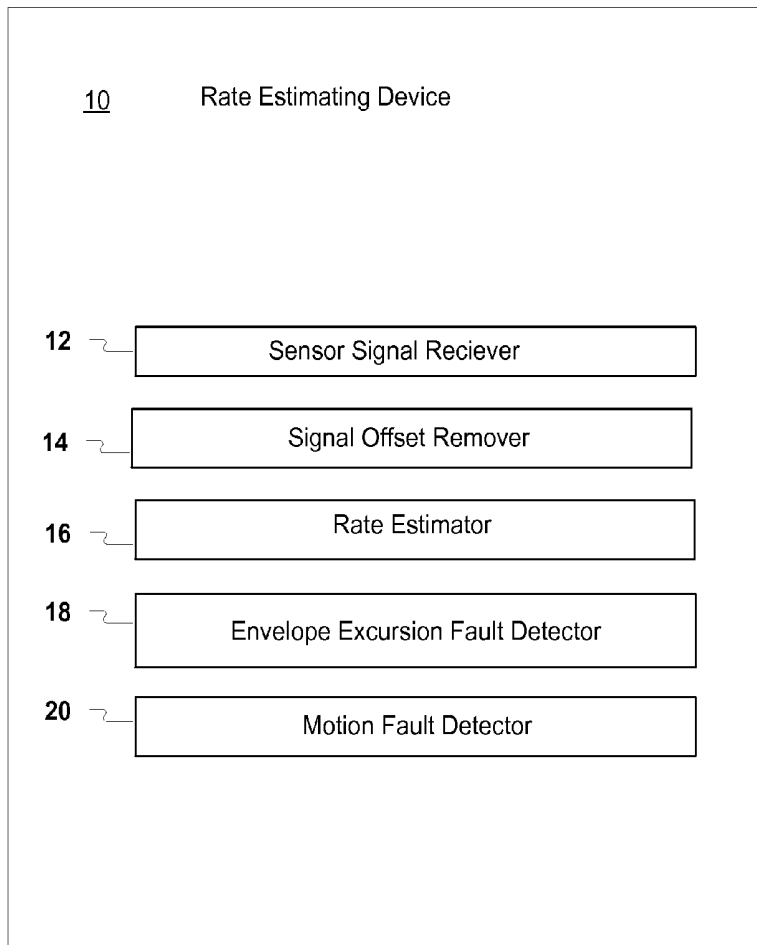 10 Rate Estimating Device
12 Sensor Signal Reciever
14 Signal Offset Remover
16 Rate Estimator
18 Envelope Excursion Fault Detector
20 Motion Fault Detector